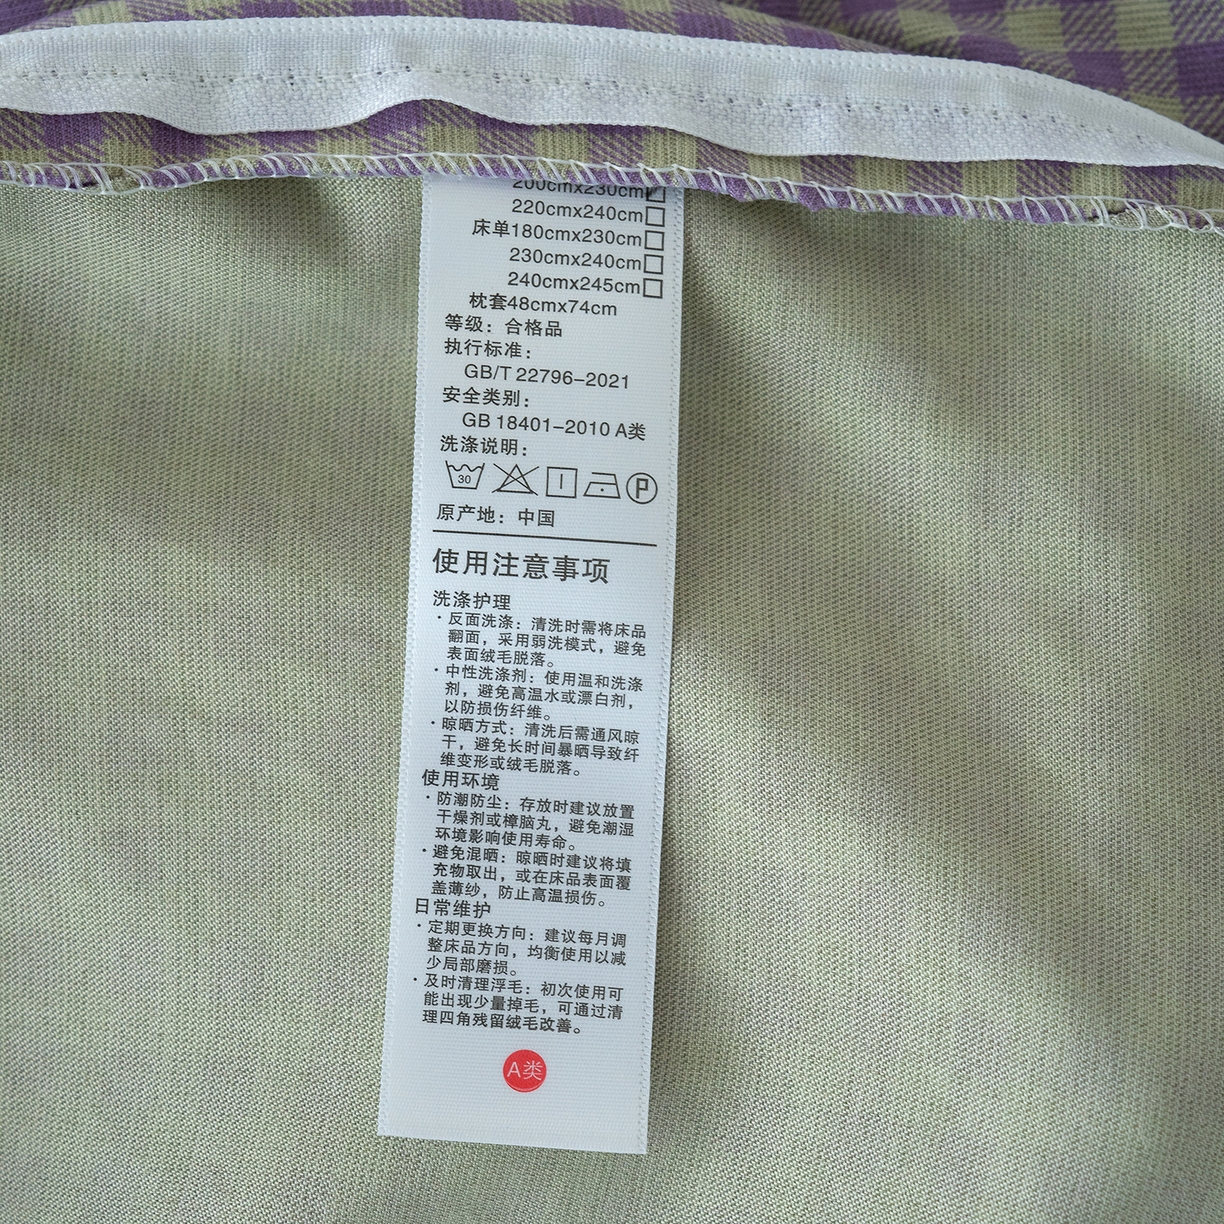 200cmx230cm
220cmx240cm
床单180cmx230cm
230cmx240cm
240cmx245cm
枕套48cmx74cm
等级：合格品
执行标准：
GB/T 22796-2021
安全类别：
GB 18401-2010 A类
洗涤说明：
30 P
原产地：中国
使用注意事项
洗涤护理
·反面洗涤：清洗时需将床品
翻面，采用弱洗模式，避免
表面绒毛脱落。
·中性洗涤剂：使用温和洗涤
剂，避免高温水或漂白剂，
以防损伤纤维。
·晾晒方式：清洗后需通风晾
干，避免长时间暴晒导致纤
维变形或绒毛脱落。
使用环境
·防潮防尘：存放时建议放置
干燥剂或樟脑丸，避免潮湿
环境影响使用寿命。
·避免混晒：晾晒时建议将填
充物取出，或在床品表面覆
盖薄纱，防止高温损伤。
日常维护
·定期更换方向：建议每月调
整床品方向，均衡使用以减
少局部磨损。
·及时清理浮毛：初次使用可
能出现少量掉毛，可通过清
理四角残留绒毛改善。
A类